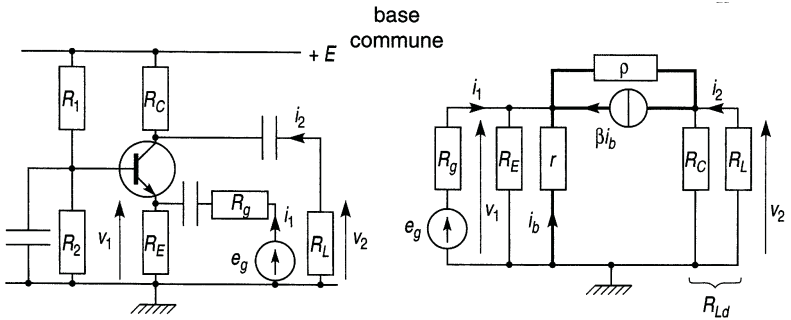 base
commune
+ E
R1
RC
i2
Rg
i1
R2
v1
RE
eg
RL
v2
ρ
i1
i2
βib
Rg
v1
RE
r
RC
RL
v2
eg
ib
RLd